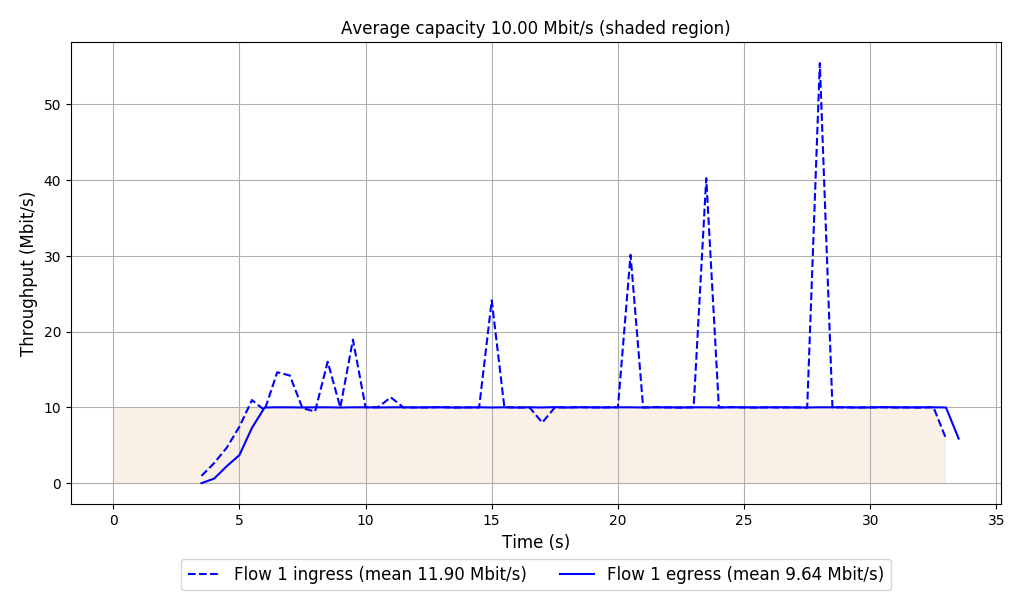 Average capacity 10.00 Mbit/s (shaded region)
Throughput (Mbit/s)
50
40
30
20
10
0
0 5 10 15 20 25 30 35
Time (s)
Flow 1 ingress (mean 11.90 Mbit/s) Flow 1 egress (mean 9.64 Mbit/s)